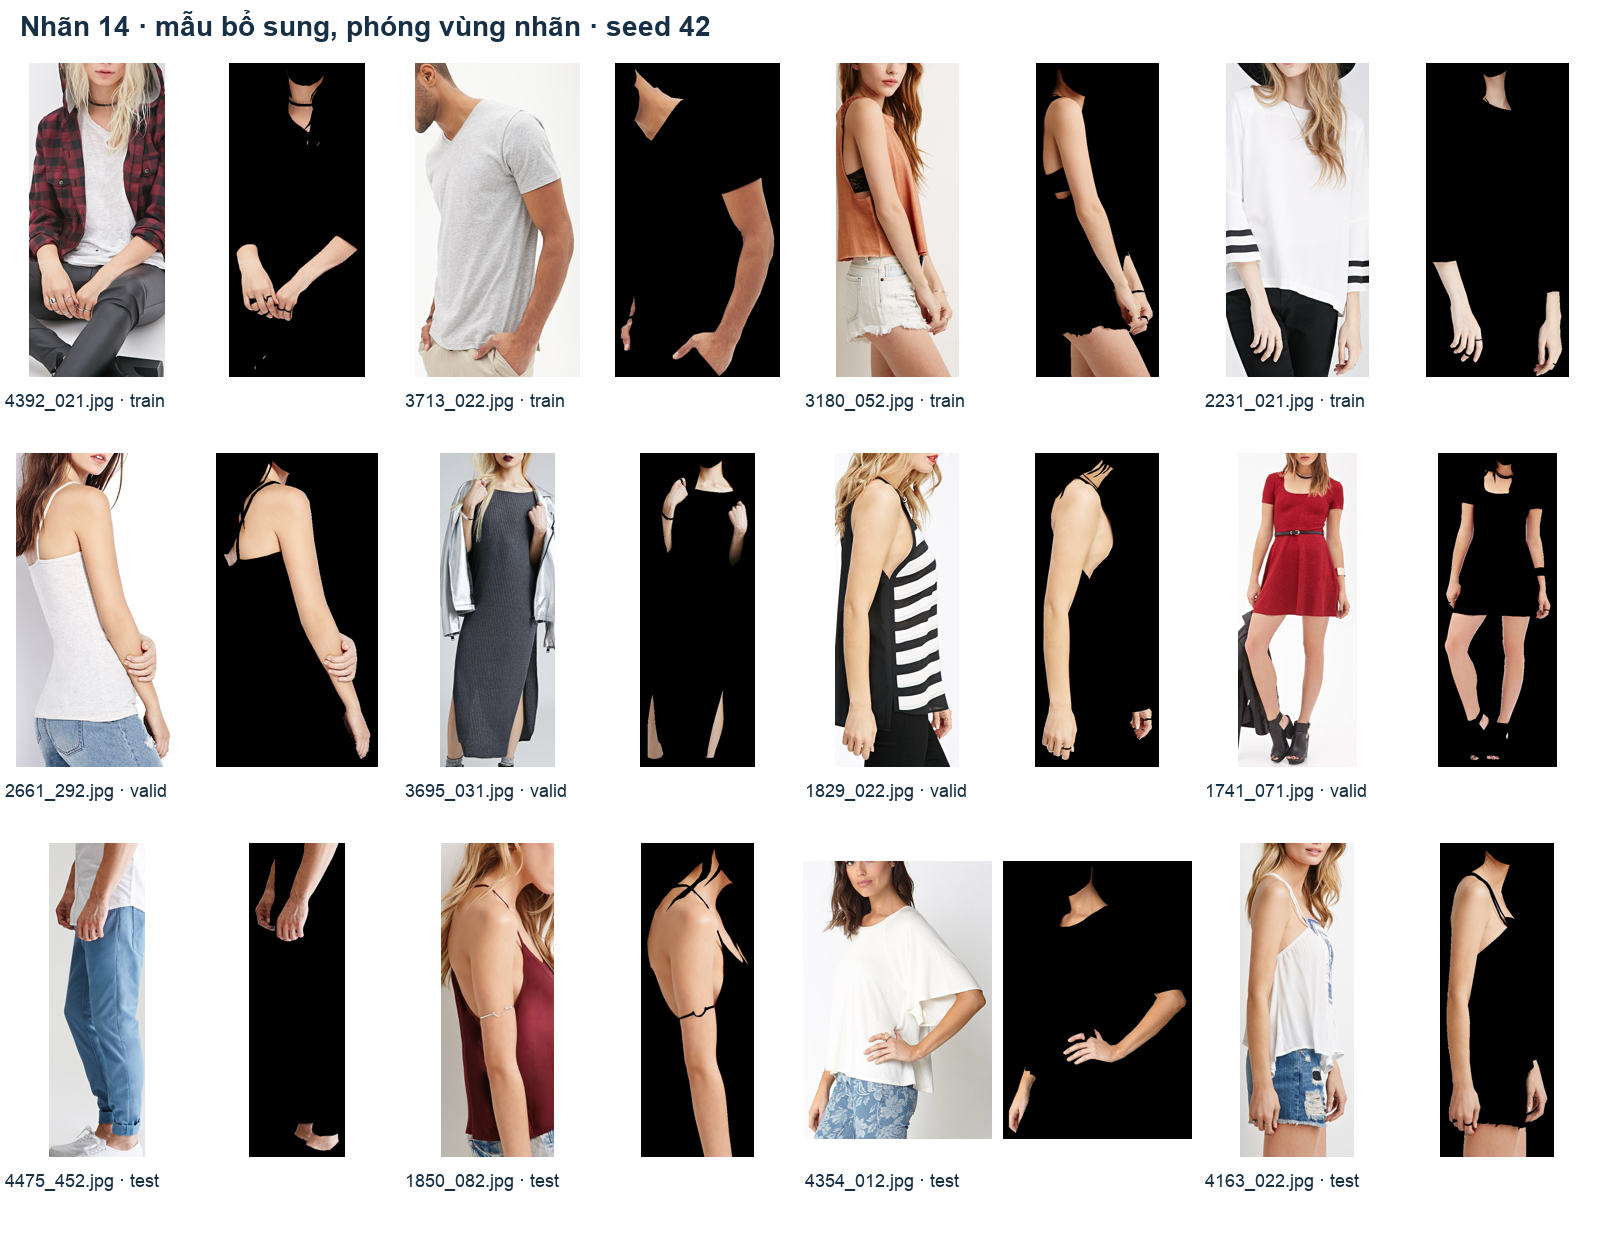 Nhãn 14 · mẫu bổ sung, phóng vùng nhãn · seed 42
4392_021.jpg · train
3713_022.jpg · train
3180_052.jpg · train
2231_021.jpg · train
2661_292.jpg · valid
3695_031.jpg · valid
1829_022.jpg · valid
1741_071.jpg · valid
4475_452.jpg · test
1850_082.jpg · test
4354_012.jpg · test
4163_022.jpg · test